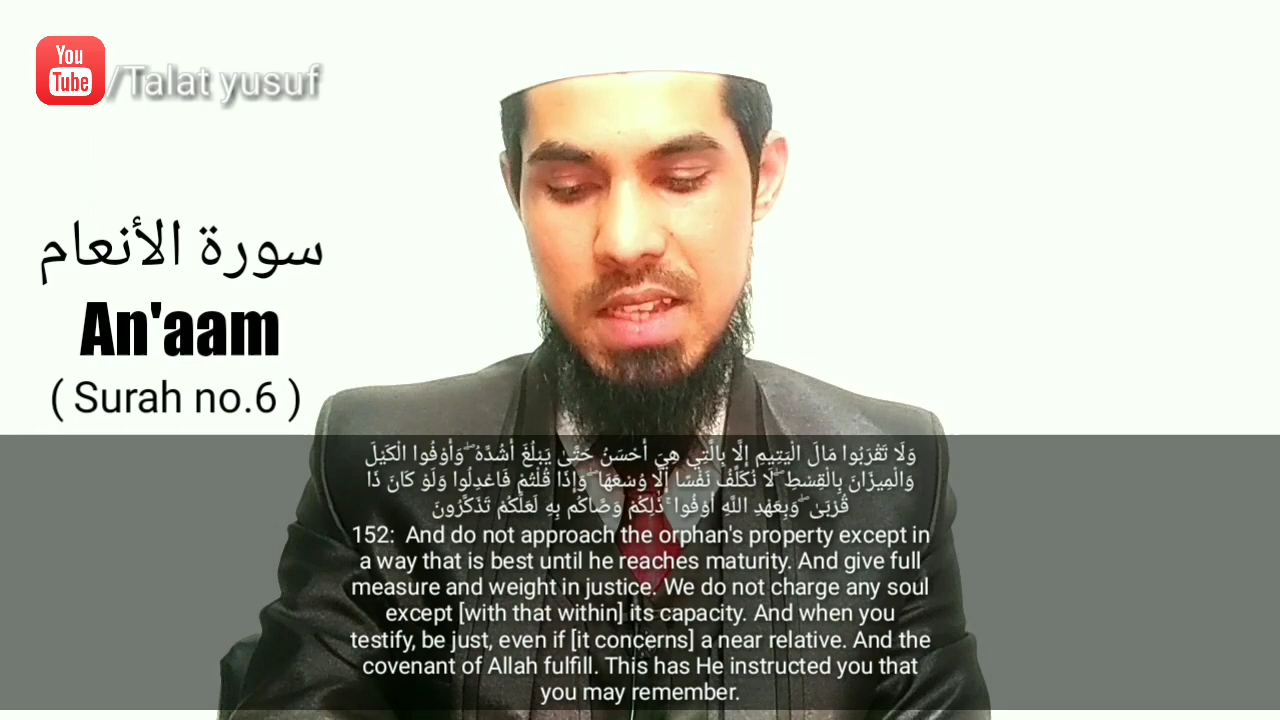 You
Tube
/Talat yusuf
سورة الأنعام
An'aam
( Surah no.6 )
وَلَا تَقْرَبُوا مَالَ الْيَتِيمِ إِلَّا بِالَّتِي هِيَ أَحْسَنُ حَتَّىٰ يَبْلُغَ أَشُدَّهُ ۖ وَأَوْفُوا الْكَيْلَ
وَالْمِيزَانَ بِالْقِسْطِ ۖ لَا نُكَلِّفُ نَفْسًا إِلَّا وُسْعَهَا ۖ وَإِذَا قُلْتُمْ فَاعْدِلُوا وَلَوْ كَانَ ذَا
قُرْبَىٰ ۖ وَبِعَهْدِ اللَّهِ أَوْفُوا ۚ ذَٰلِكُمْ وَصَّاكُم بِهِ لَعَلَّكُمْ تَذَكَّرُونَ
152:  And do not approach the orphan's property except in
a way that is best until he reaches maturity. And give full
measure and weight in justice. We do not charge any soul
except [with that within] its capacity. And when you
testify, be just, even if [it concerns] a near relative. And the
covenant of Allah fulfill. This has He instructed you that
you may remember.